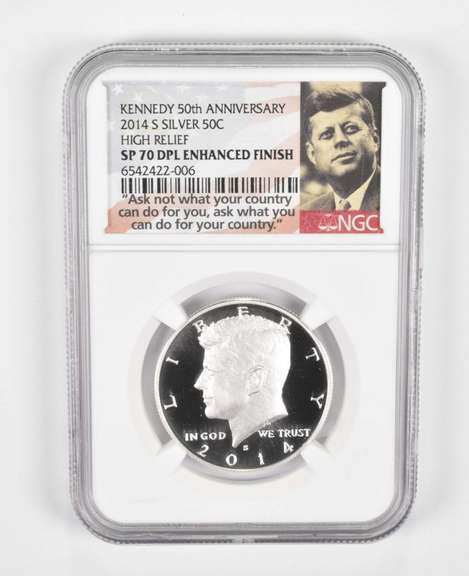 KENNEDY 50th ANNIVERSARY
2014 S SILVER 50C
HIGH RELIEF
SP 70 DPL ENHANCED FINISH
6542422-006
"Ask not what your country
can do for you, ask what you
can do for your country."
NGC
LIBERTY
IN GOD WE TRUST
S
201